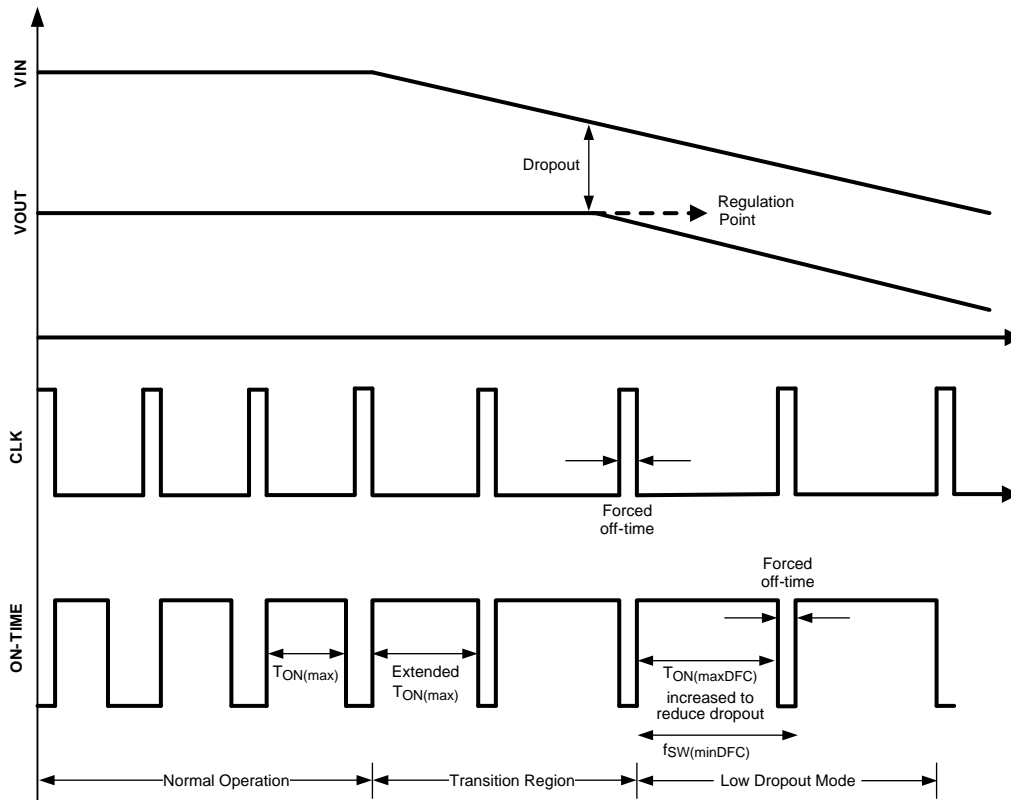 VIN
Dropout
VOUT
Regulation
Point
CLK
Forced
off-time
Forced
off-time
ON-TIME
TON(max)
Extended
TON(max)
TON(maxDFC)
increased to
reduce dropout
fSW(minDFC)
Normal Operation
Transition Region
Low Dropout Mode